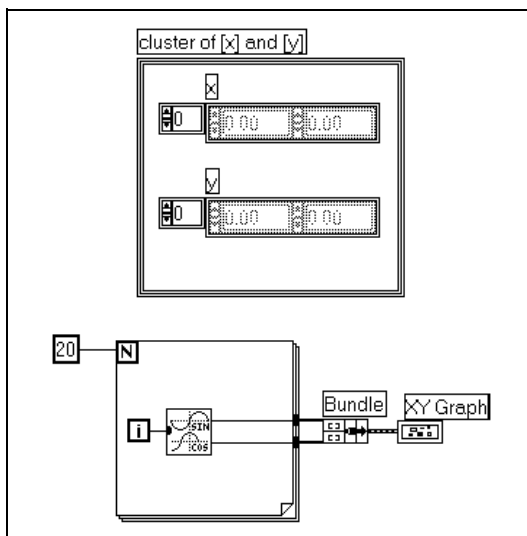 cluster of [x] and [y]
x
0 0.00 0.00
y
0 0.00 0.00
20 N
Bundle XY Graph
i SIN
COS